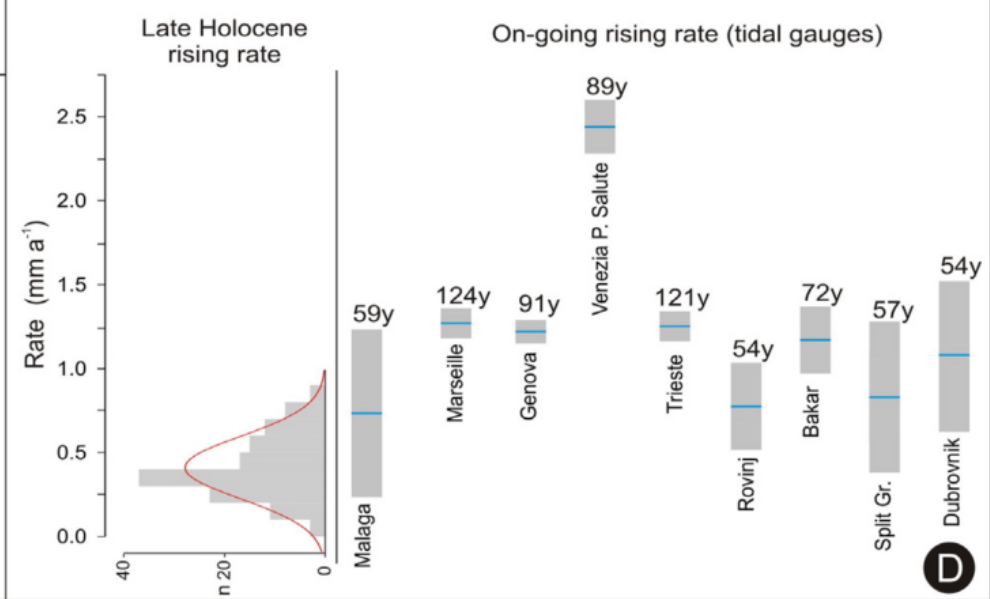 Late Holocene
rising rate
On-going rising rate (tidal gauges)
Rate (mm a⁻¹)
2.5
2.0
1.5
1.0
0.5
0.0
40
n 20
0
59y
Malaga
124y
Marseille
91y
Genova
89y
Venezia P. Salute
121y
Trieste
54y
Rovinj
72y
Bakar
57y
Split Gr.
54y
Dubrovnik
D